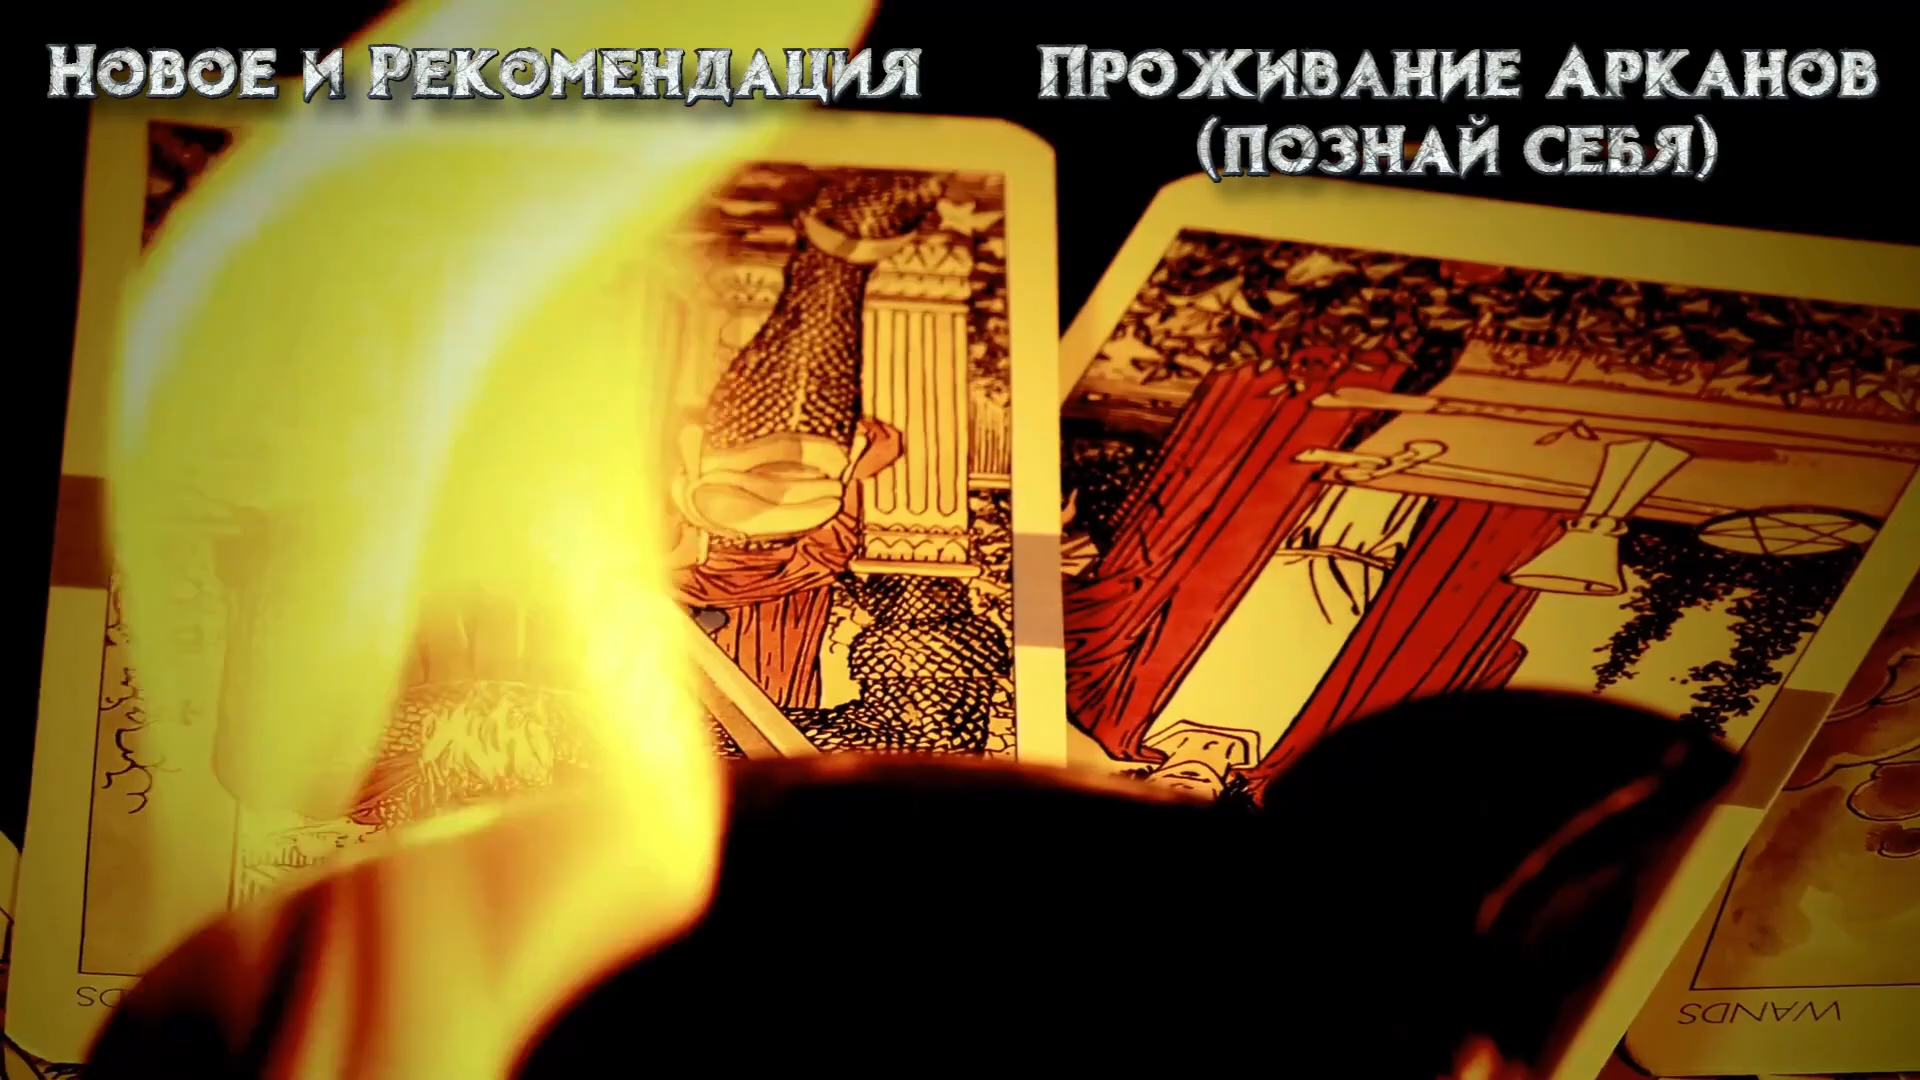 Новое и Рекомендация
Проживание Арканов
(познай себя)
WANDS